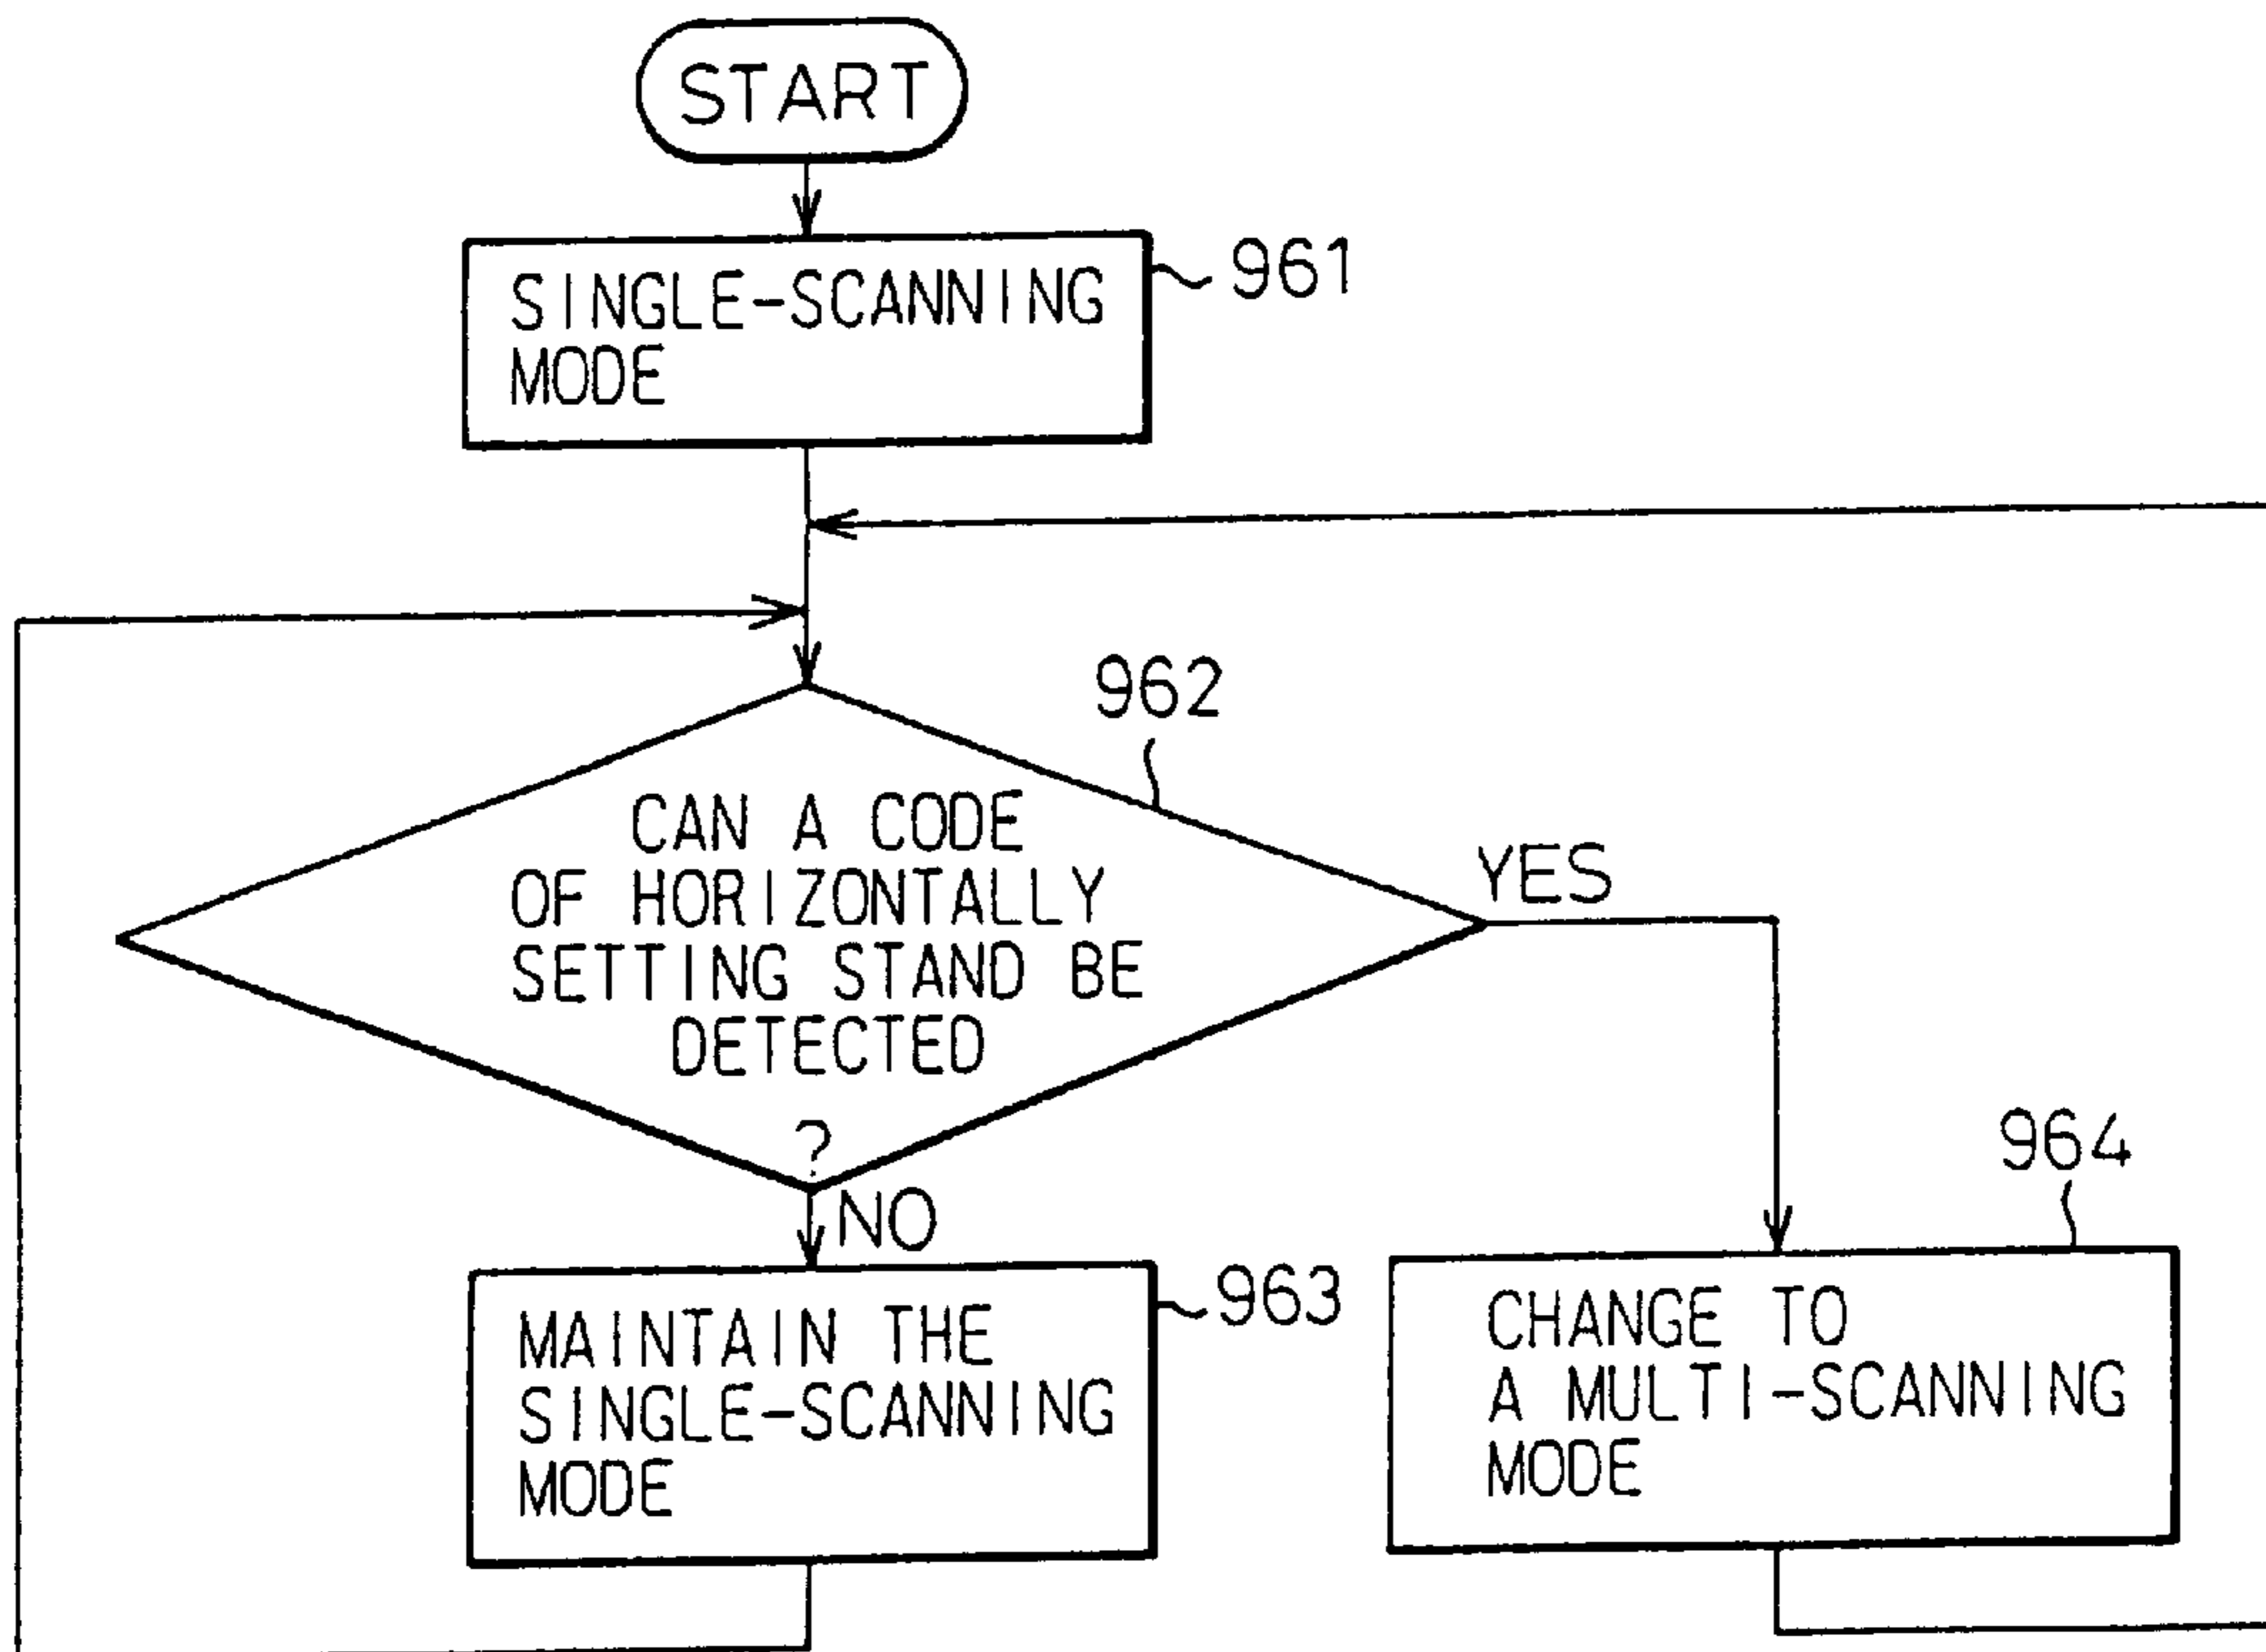 START
SINGLE-SCANNING
MODE
961
962
CAN A CODE
OF HORIZONTALLY
SETTING STAND BE
DETECTED
?
YES
NO
MAINTAIN THE
SINGLE-SCANNING
MODE
963
964
CHANGE TO
A MULTI-SCANNING
MODE